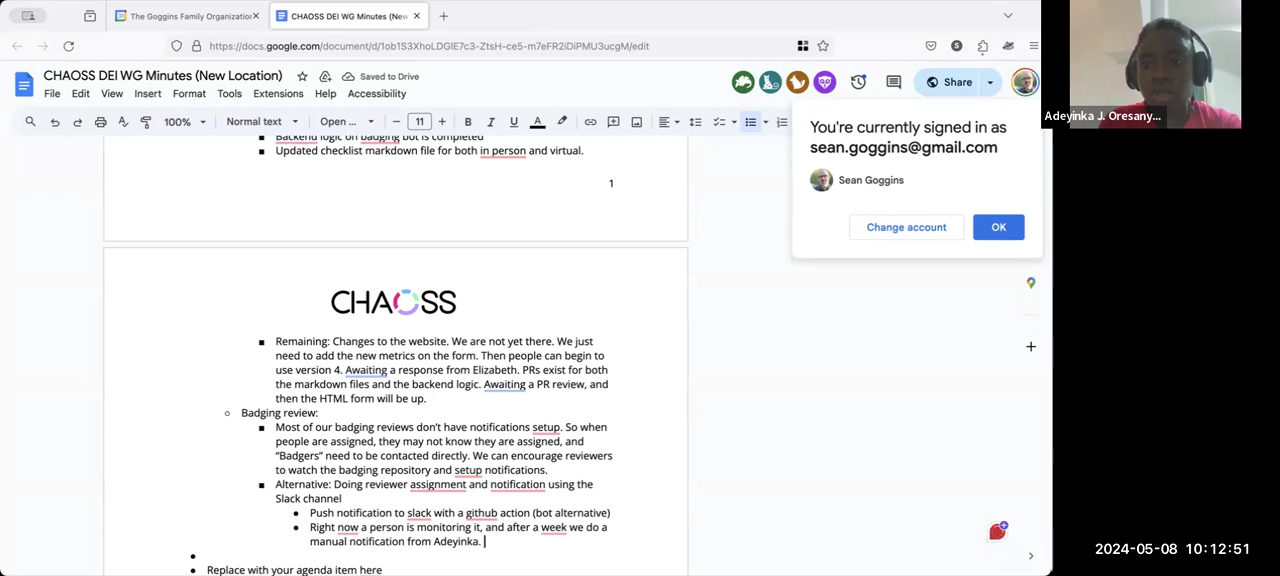 The Goggins Family Organization
CHAOSS DEI WG Minutes (New
https://docs.google.com/document/d/1ob1S3XhoLDGlE7c3-ZtsH-ce5-m7eFR2iDiPMU3ucgM/edit
CHAOSS DEI WG Minutes (New Location)
Saved to Drive
File Edit View Insert Format Tools Extensions Help Accessibility
Share
100% Normal text Open ... 11
Backend logic on badging bot is completed
Updated checklist markdown file for both in person and virtual.
1
CHAOSS
Remaining: Changes to the website. We are not yet there. We just
need to add the new metrics on the form. Then people can begin to
use version 4. Awaiting a response from Elizabeth. PRs exist for both
the markdown files and the backend logic. Awaiting a PR review, and
then the HTML form will be up.
Badging review:
Most of our badging reviews don't have notifications setup. So when
people are assigned, they may not know they are assigned, and
“Badgers” need to be contacted directly. We can encourage reviewers
to watch the badging repository and setup notifications.
Alternative: Doing reviewer assignment and notification using the
Slack channel
Push notification to slack with a github action (bot alternative)
Right now a person is monitoring it, and after a week we do a
manual notification from Adeyinka.
Replace with your agenda item here
You're currently signed in as
sean.goggins@gmail.com
Sean Goggins
Change account
OK
Adeyinka J. Oresany...
2024-05-08 10:12:51